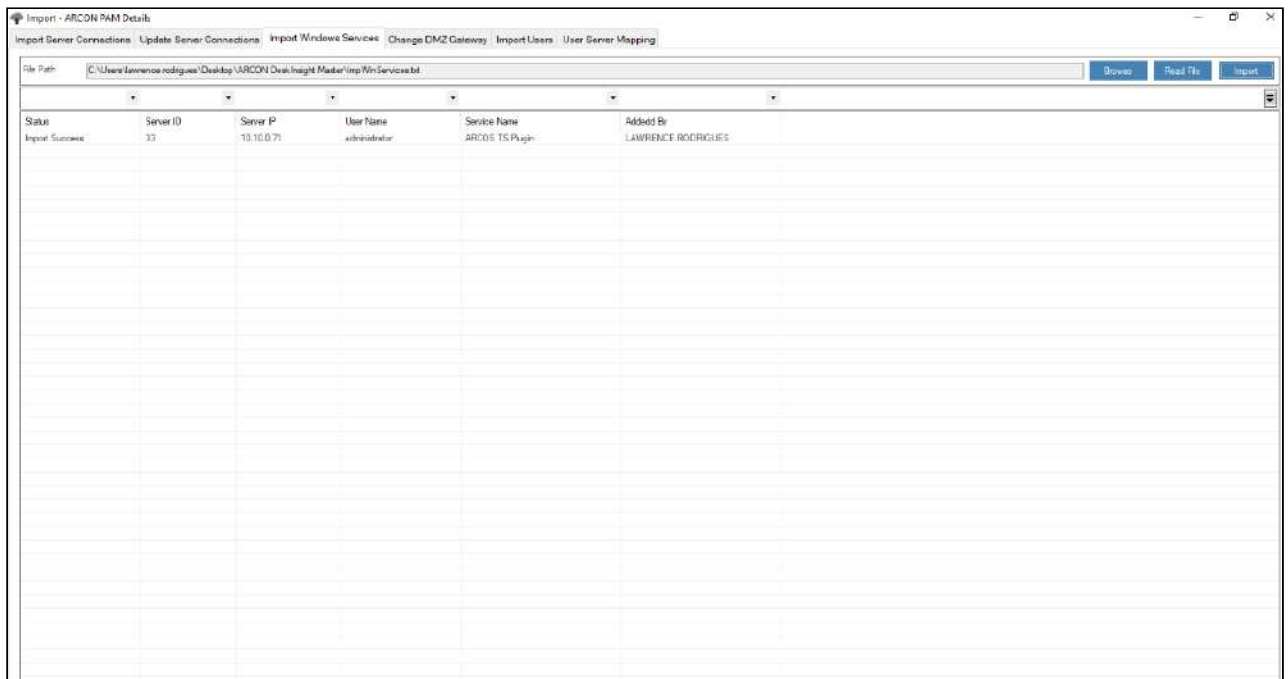 Import - ARCON PAM Details
Import Server Connections Update Server Connections Import Windows Services Change DMZ Gateway Import Users User Server Mapping
File Path C:\Users\lawrence.rodrigues\Desktop\ARCON Desk Insight Master\Imp WinServices.txt Browse Read File Import
Status Server ID Server IP User Name Service Name Addedd By
Import Success 33 10.10.0.71 administrator ARCOS TS Plugin LAWRENCE RODRIGUES